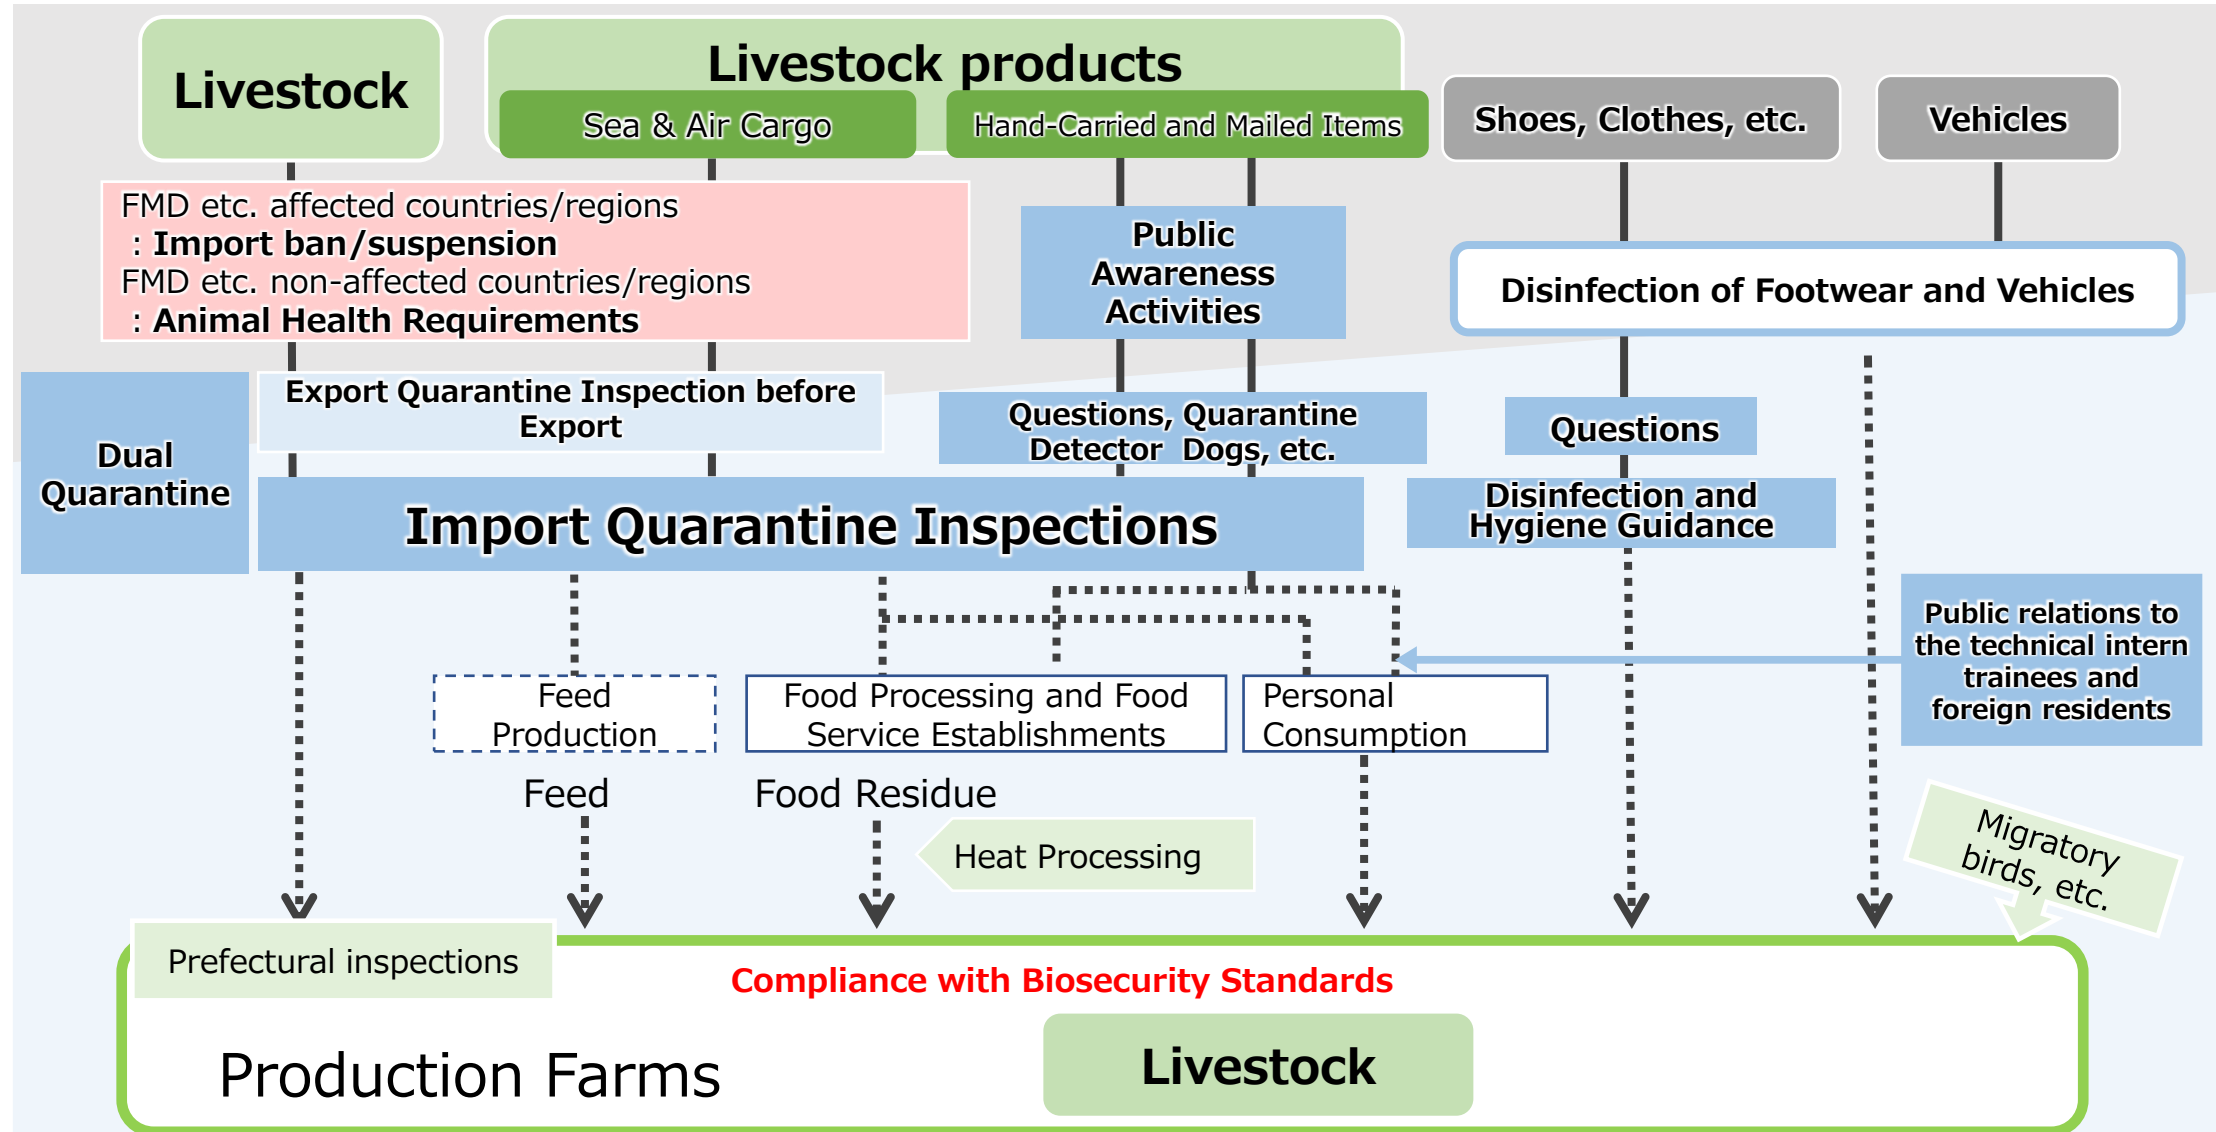 Livestock
Livestock products
Sea & Air Cargo
Hand-Carried and Mailed Items
Shoes, Clothes, etc.
Vehicles
FMD etc. affected countries/regions
: Import ban/suspension
FMD etc. non-affected countries/regions
: Animal Health Requirements
Public
Awareness
Activities
Disinfection of Footwear and Vehicles
Dual
Quarantine
Export Quarantine Inspection before
Export
Questions, Quarantine
Detector Dogs, etc.
Questions
Import Quarantine Inspections
Disinfection and
Hygiene Guidance
Public relations to
the technical intern
trainees and
foreign residents
Feed
Production
Food Processing and Food
Service Establishments
Personal
Consumption
Feed
Food Residue
Heat Processing
Migratory
birds, etc.
Prefectural inspections
Compliance with Biosecurity Standards
Production Farms
Livestock